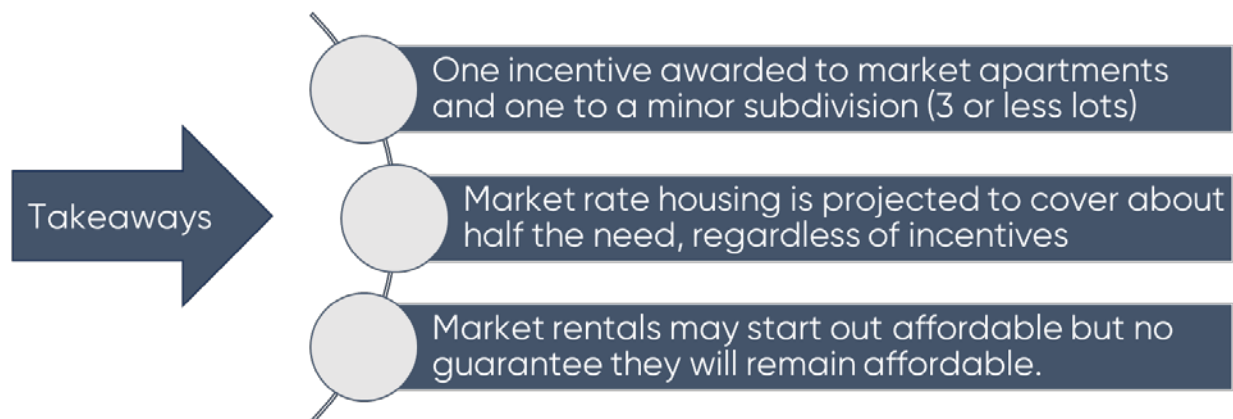 Takeaways
One incentive awarded to market apartments
and one to a minor subdivision (3 or less lots)
Market rate housing is projected to cover about
half the need, regardless of incentives
Market rentals may start out affordable but no
guarantee they will remain affordable.